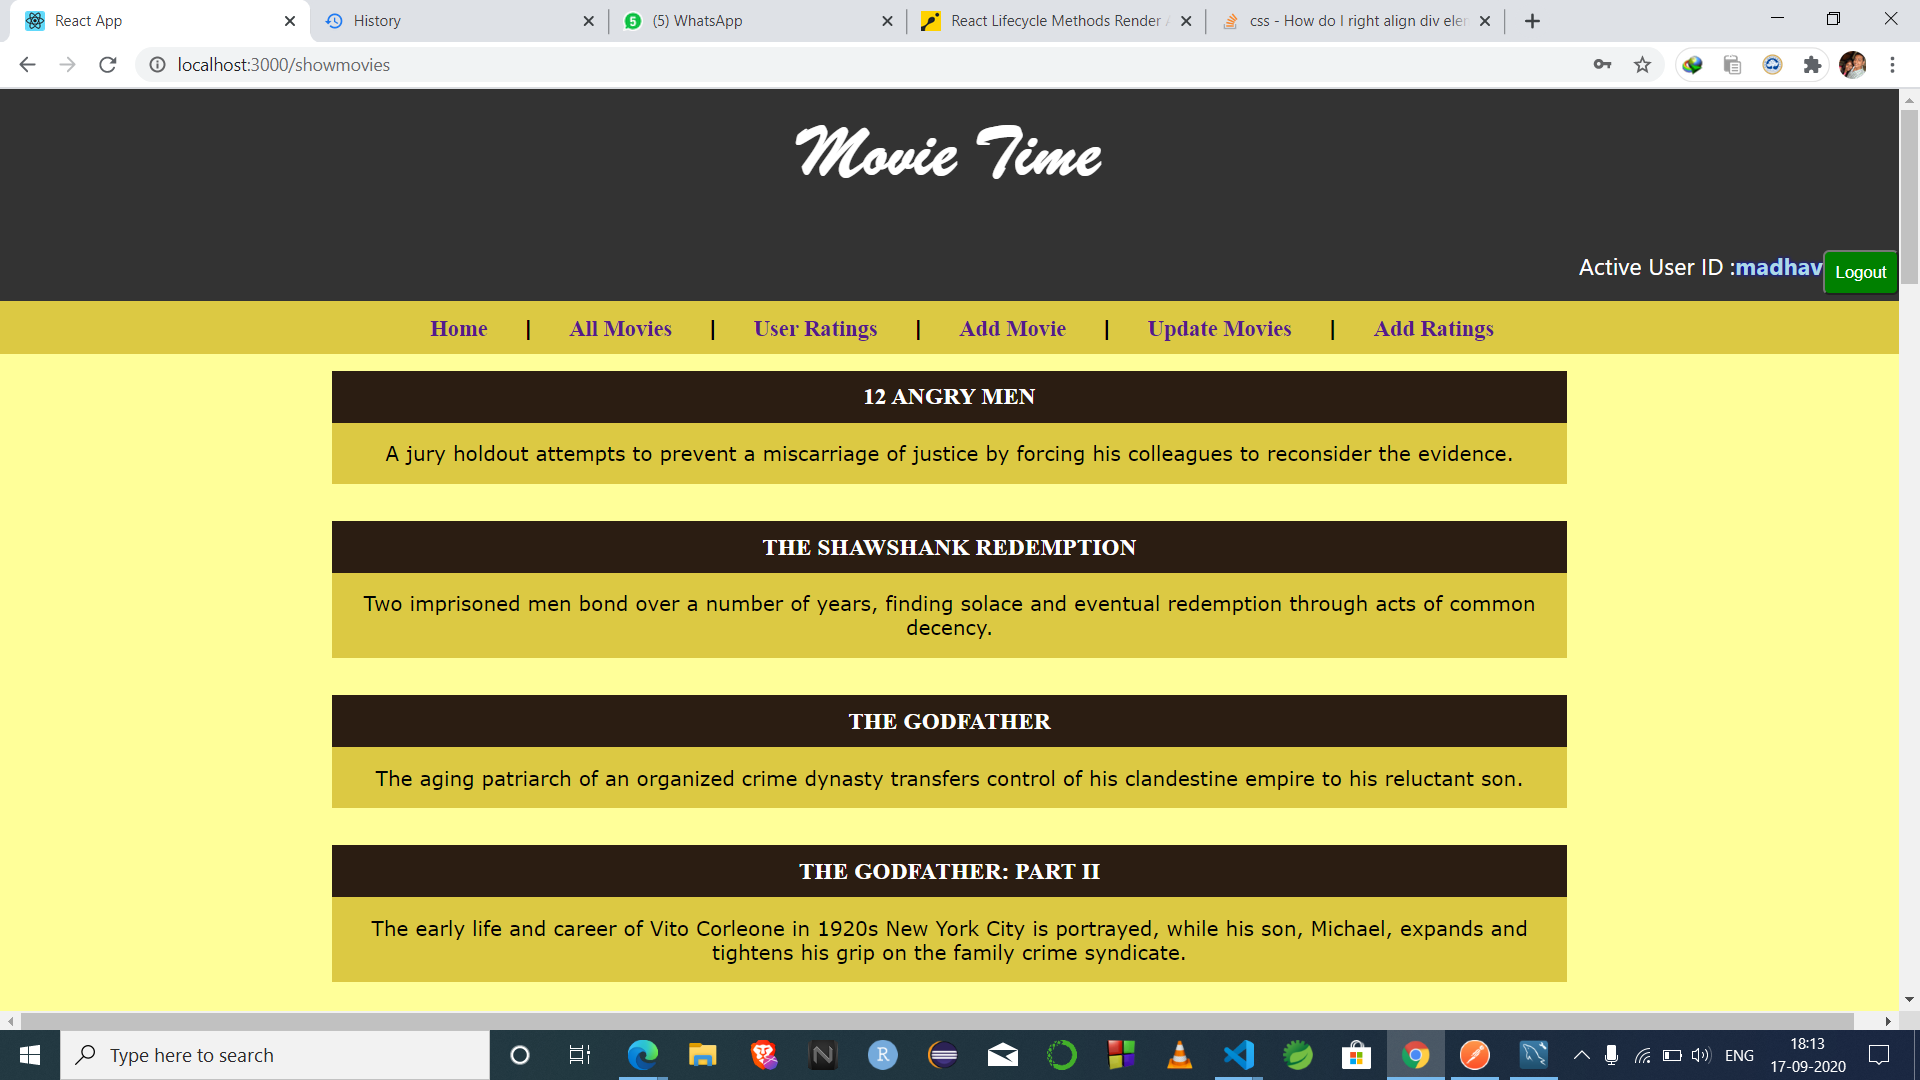 React App
History
(5) WhatsApp
React Lifecycle Methods Render
css - How do I right align div elem
localhost:3000/showmovies
Movie Time
Active User ID :madhav
Logout
Home | All Movies | User Ratings | Add Movie | Update Movies | Add Ratings
12 ANGRY MEN
A jury holdout attempts to prevent a miscarriage of justice by forcing his colleagues to reconsider the evidence.
THE SHAWSHANK REDEMPTION
Two imprisoned men bond over a number of years, finding solace and eventual redemption through acts of common
decency.
THE GODFATHER
The aging patriarch of an organized crime dynasty transfers control of his clandestine empire to his reluctant son.
THE GODFATHER: PART II
The early life and career of Vito Corleone in 1920s New York City is portrayed, while his son, Michael, expands and
tightens his grip on the family crime syndicate.
Type here to search
ENG
18:13
17-09-2020